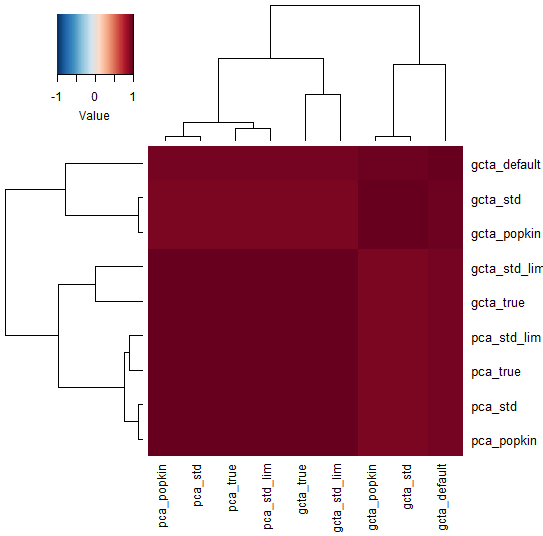 -1 0 1
Value
gcta_default
gcta_std
gcta_popkin
gcta_std_lim
gcta_true
pca_std_lim
pca_true
pca_std
pca_popkin
pca_popkin
pca_std
pca_true
pca_std_lim
gcta_true
gcta_std_lim
gcta_popkin
gcta_std
gcta_default